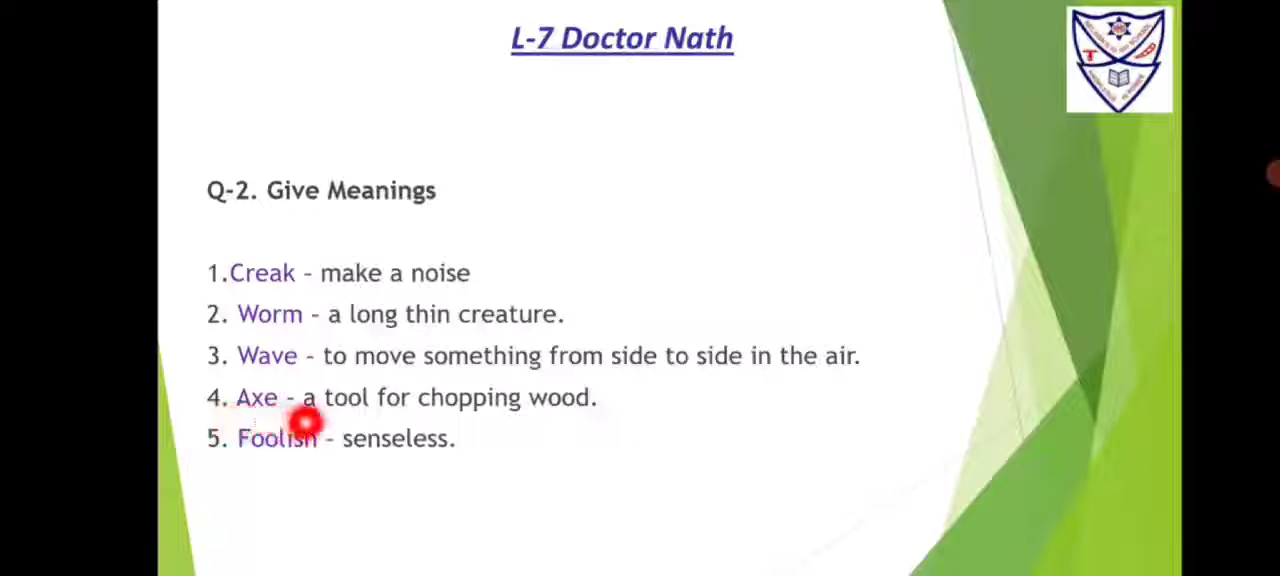 L-7 Doctor Nath
Q-2. Give Meanings
1.Creak - make a noise
2. Worm - a long thin creature.
3. Wave - to move something from side to side in the air.
4. Axe - a tool for chopping wood.
5. Foolish - senseless.